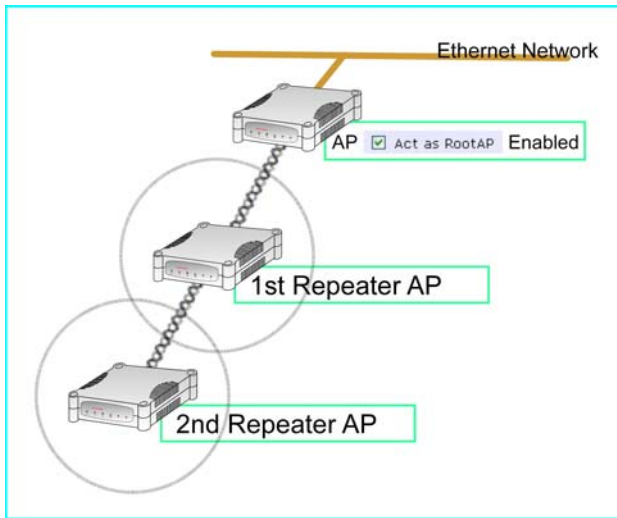 Ethernet Network
AP Act as RootAP Enabled
1st Repeater AP
2nd Repeater AP